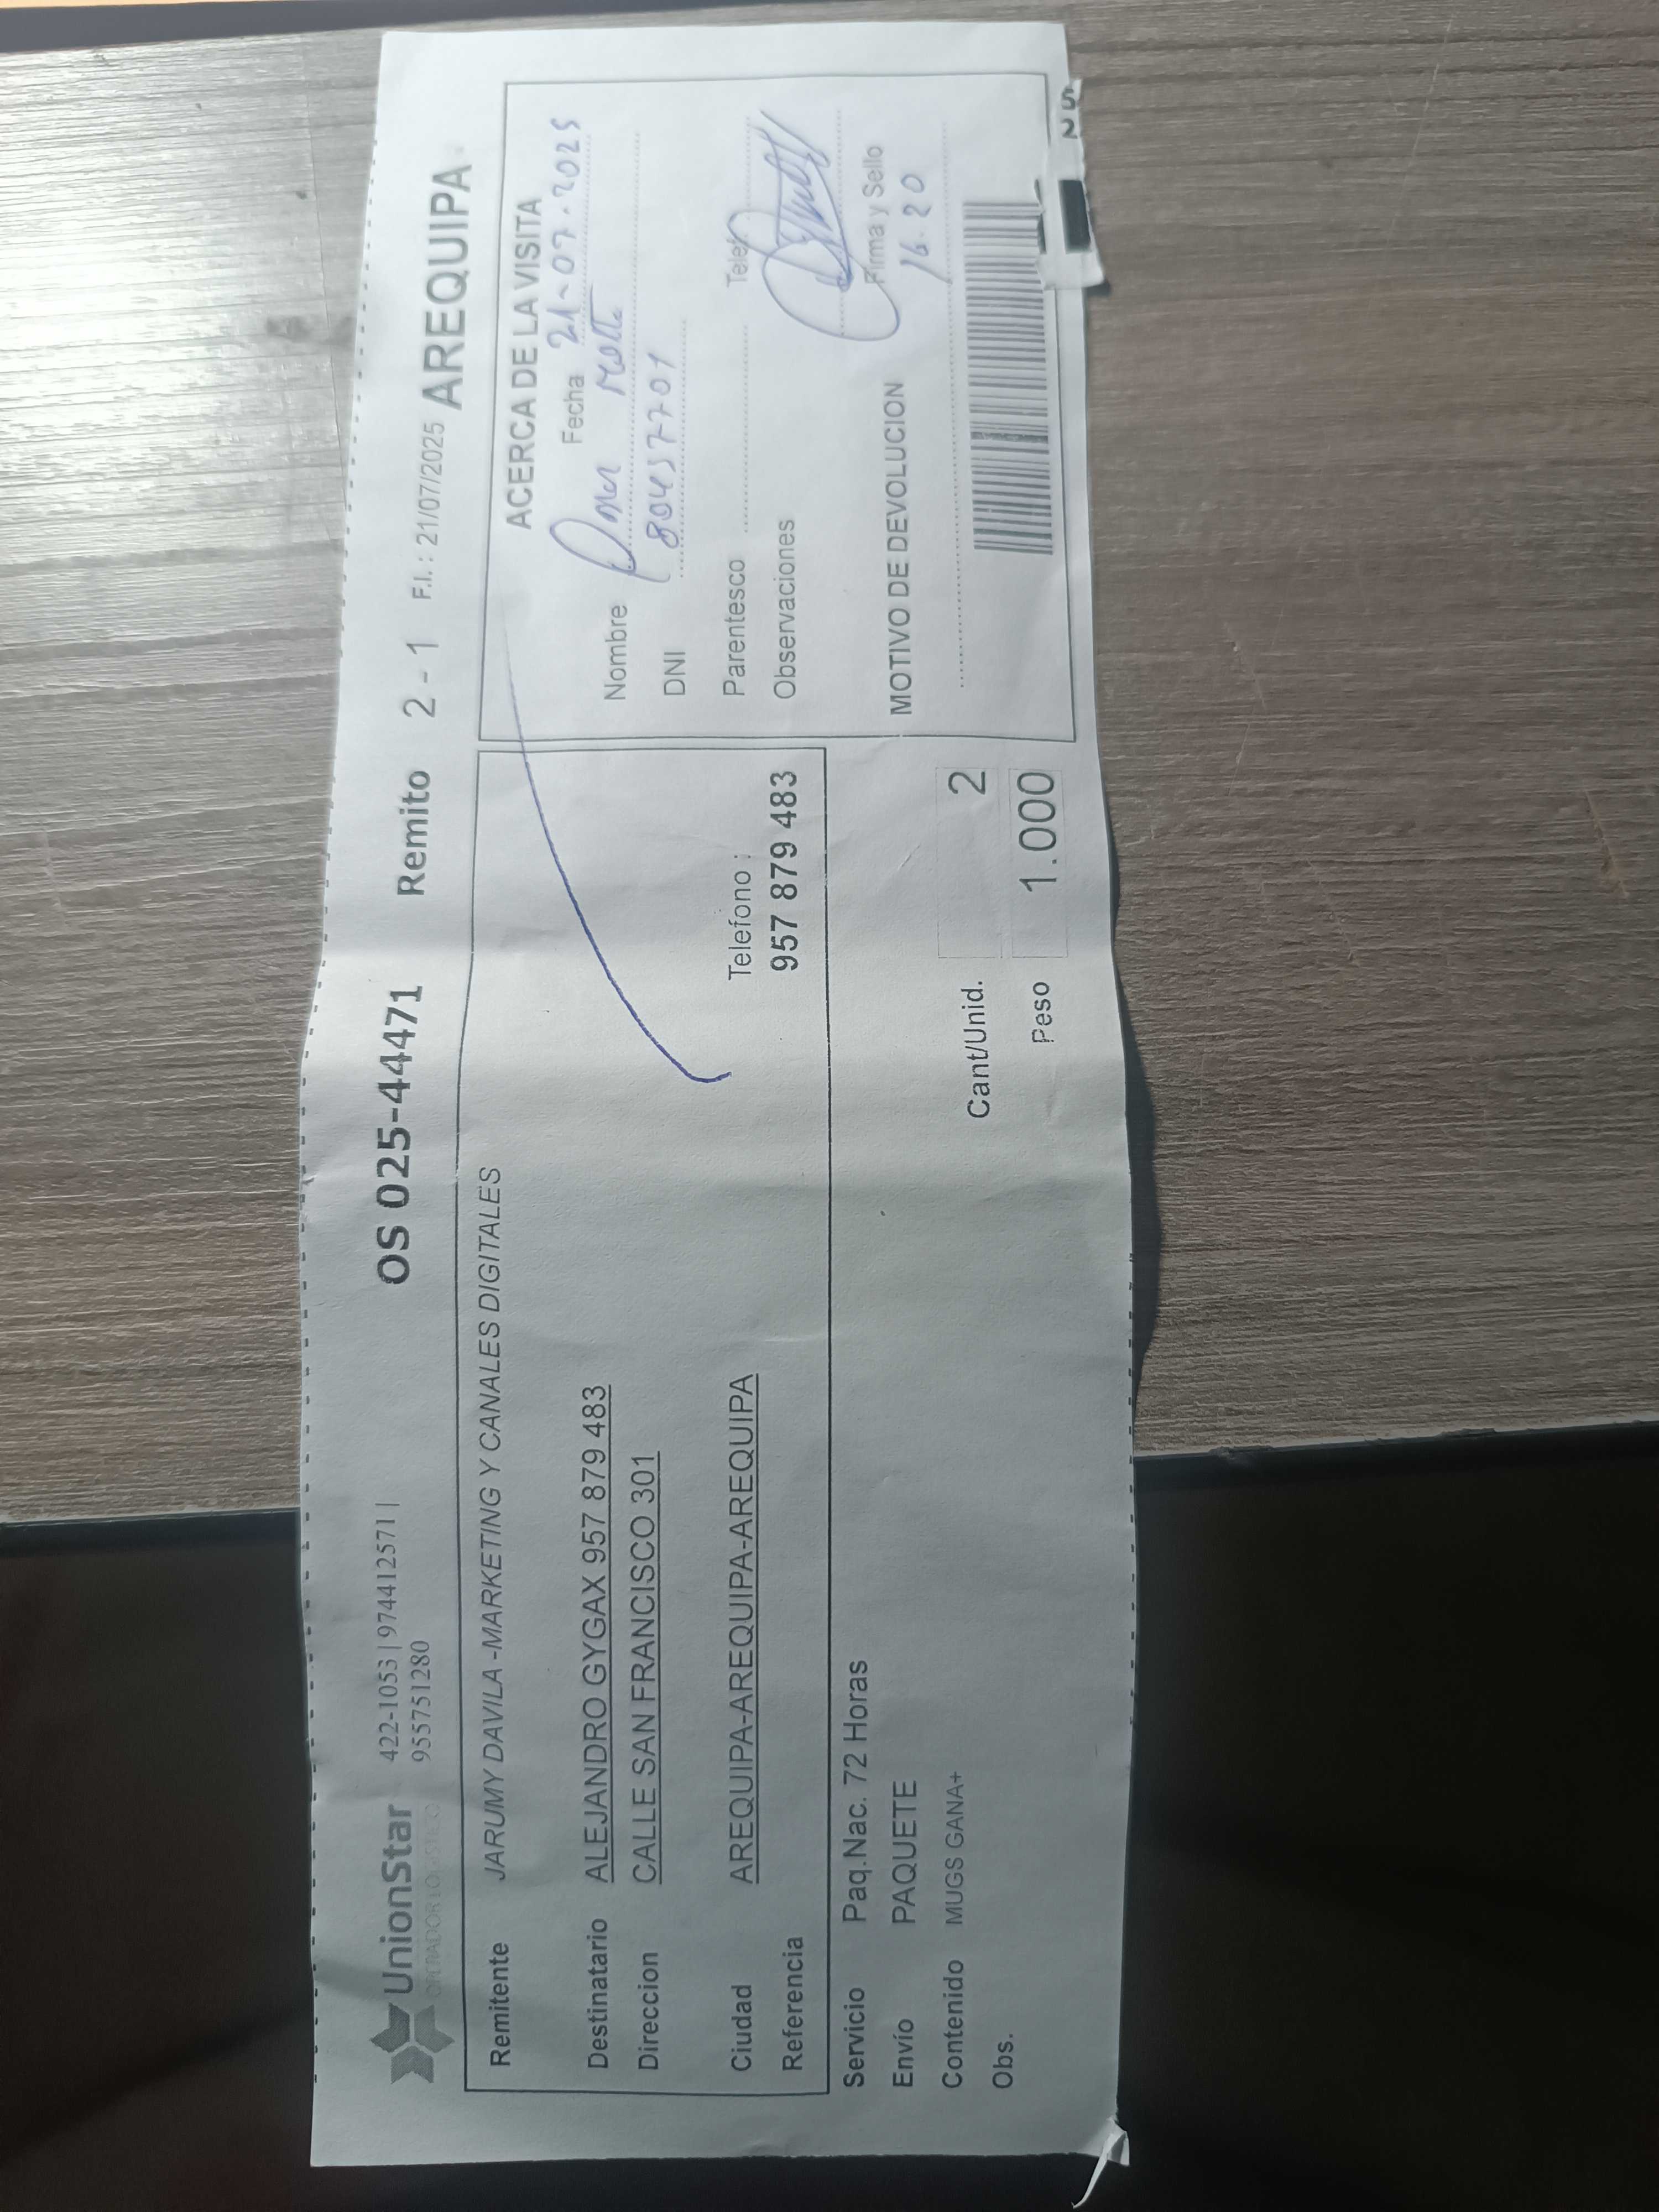 UnionStar 422-1053 | 974412571 | OS 025-44471 Remito 2 - 1 F.I.: 21/07/2025 AREQUIPA
OPERADOR LOGISTICO 955751280
Remitente JARUMY DAVILA -MARKETING Y CANALES DIGITALES
Destinatario ALEJANDRO GYGAX 957 879 483
Direccion CALLE SAN FRANCISCO 301
Ciudad AREQUIPA-AREQUIPA-AREQUIPA-AREQUIPA
Telefono :
Referencia 957 879 483
Servicio Paq.Nac. 72 Horas
Envío PAQUETE
Contenido MUGS GANA+ Cant/Unid. 2
Obs. Peso 1.000
ACERCA DE LA VISITA
Fecha 21-07-2025
Nombre
DNI 80457701
Parentesco Telef
Observaciones
Firma y Sello
MOTIVO DE DEVOLUCION 16.20